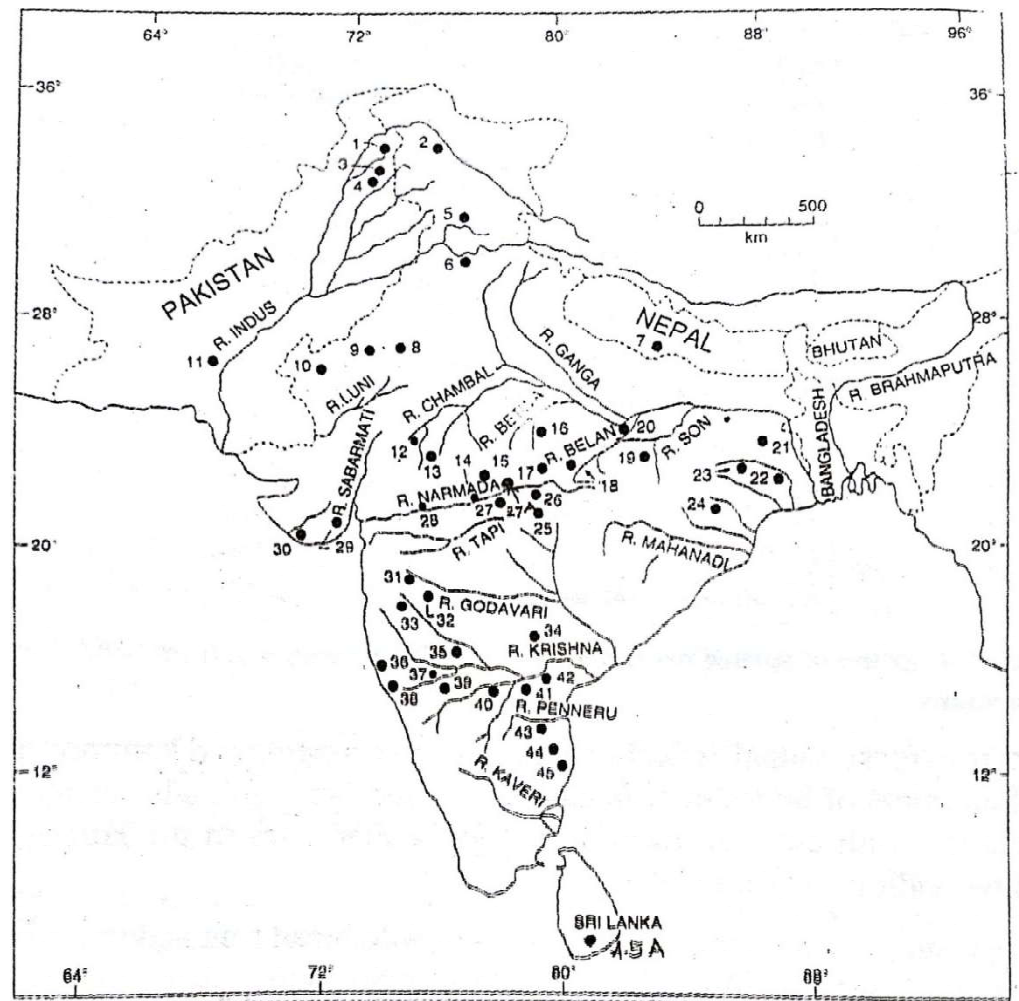 64° 72° 80° 88° 96°
36° 36°
1 2
3
4
5
0 500
km
6
PAKISTAN
28° 28°
R. INDUS
NEPAL
7
BHUTAN
R. BRAHMAPUTRA
BANGLADESH
11 10 9 8
R. GANGA
R.LUNI
R. CHAMBAL
R. SABARMATI
12 13 14 15
16 17 R. BELAN
18 19 20
R. SON
21
22
23
24
R. NARMADA
28 27 27A 26
25
R. TAPI
30 29
20° 20°
R. MAHANADI
31
32
R. GODAVARI
33
34
R. KRISHNA
35
36
37
38 39 40 41 42
R. PENNERU
43
44
45
12° 12°
R. KAVERI
SRI LANKA
45A
64° 72° 80° 88°